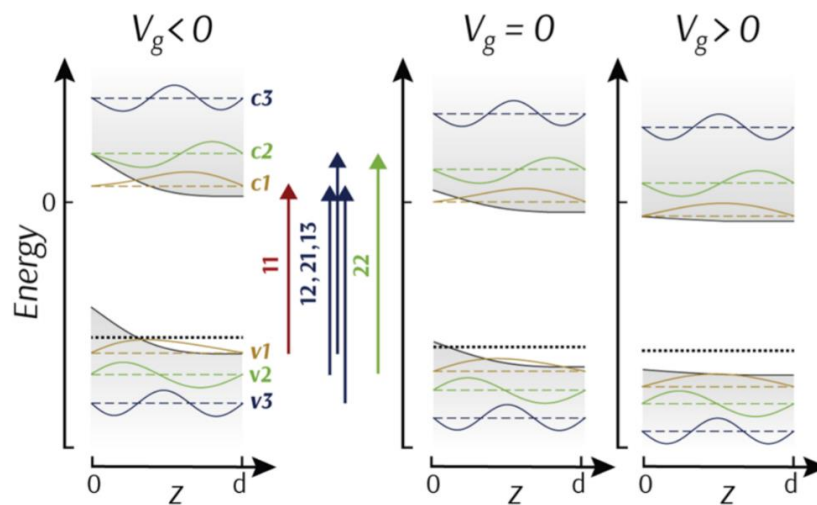 V_g < 0
V_g = 0
V_g > 0
Energy
0
c3
c2
c1
v1
v2
v3
11
12, 21, 13
22
0
z
d
0
z
d
0
z
d